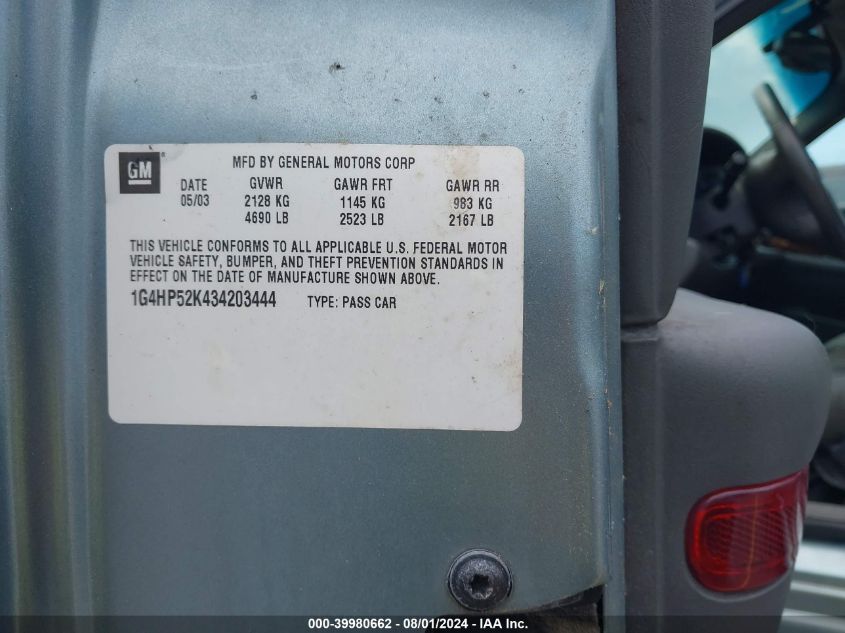 GM
MFD BY GENERAL MOTORS CORP
DATE GVWR GAWR FRT GAWR RR
05/03 2128 KG 1145 KG 983 KG
4690 LB 2523 LB 2167 LB
THIS VEHICLE CONFORMS TO ALL APPLICABLE U.S. FEDERAL MOTOR
VEHICLE SAFETY, BUMPER, AND THEFT PREVENTION STANDARDS IN
EFFECT ON THE DATE OF MANUFACTURE SHOWN ABOVE.
1G4HP52K434203444 TYPE: PASS CAR
000-39980662 - 08/01/2024 - IAA Inc.